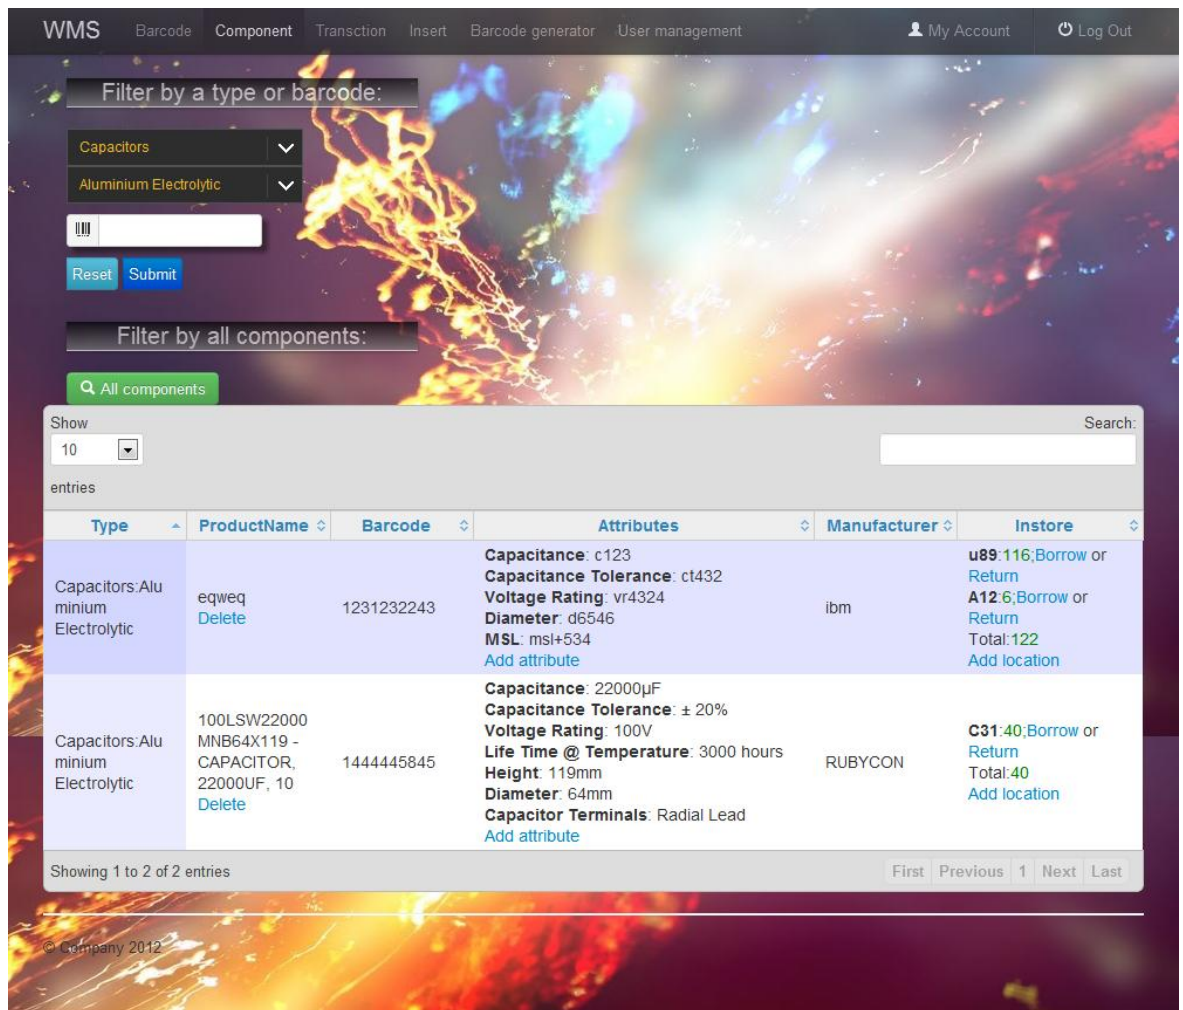 WMS Barcode Component Transction Insert Barcode generator User management My Account Log Out
Filter by a type or barcode:
Capacitors
Aluminium Electrolytic
Reset Submit
Filter by all components:
All components
Show
Search:
10
entries
Type ProductName Barcode Attributes Manufacturer Instore
Capacitors:Alu
minium
Electrolytic
eqweq
Delete
1231232243
Capacitance: c123
Capacitance Tolerance: ct432
Voltage Rating: vr4324
Diameter: d6546
MSL: msl+534
Add attribute
ibm
u89:116;Borrow or
Return
A12:6;Borrow or
Return
Total:122
Add location
Capacitors:Alu
minium
Electrolytic
100LSW22000
MNB64X119 -
CAPACITOR,
22000UF, 10
Delete
1444445845
Capacitance: 22000µF
Capacitance Tolerance: ± 20%
Voltage Rating: 100V
Life Time @ Temperature: 3000 hours
Height: 119mm
Diameter: 64mm
Capacitor Terminals: Radial Lead
Add attribute
RUBYCON
C31:40;Borrow or
Return
Total:40
Add location
Showing 1 to 2 of 2 entries
First Previous 1 Next Last
© Company 2012